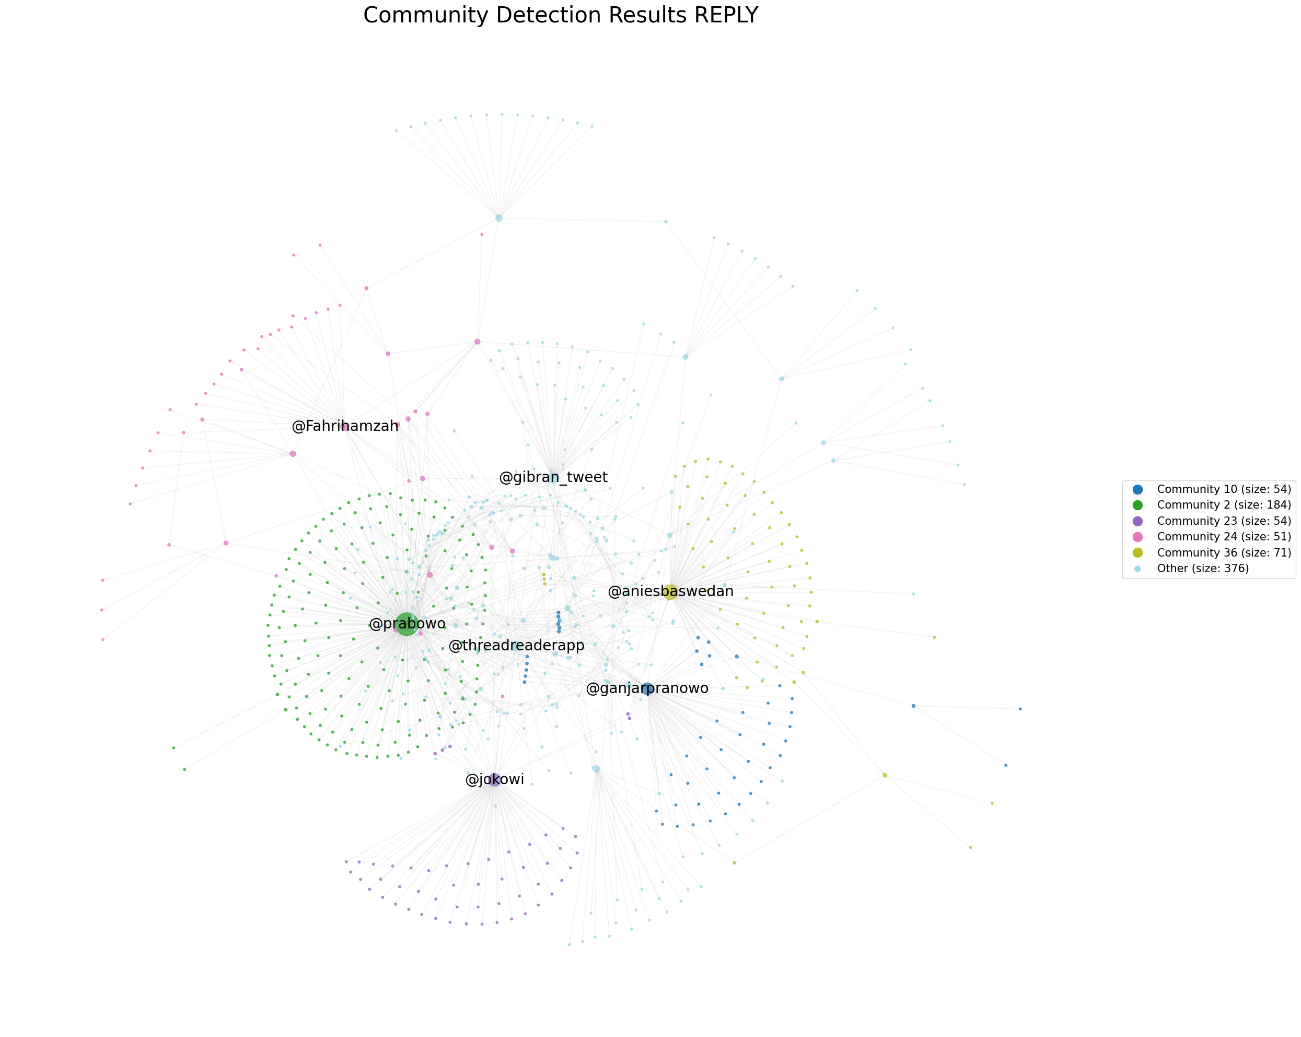 Community Detection Results REPLY
@Fahrihamzah
@gibran_tweet
@aniesbaswedan
@prabowo
@threadreaderapp
@ganjarpranowo
@jokowi
Community 10 (size: 54)
Community 2 (size: 184)
Community 23 (size: 54)
Community 24 (size: 51)
Community 36 (size: 71)
Other (size: 376)